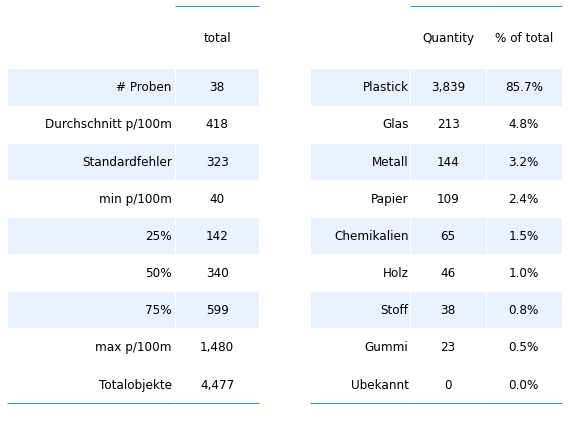 total
# Proben 38
Durchschnitt p/100m 418
Standardfehler 323
min p/100m 40
25% 142
50% 340
75% 599
max p/100m 1,480
Totalobjekte 4,477
Quantity % of total
Plastick 3,839 85.7%
Glas 213 4.8%
Metall 144 3.2%
Papier 109 2.4%
Chemikalien 65 1.5%
Holz 46 1.0%
Stoff 38 0.8%
Gummi 23 0.5%
Ubekannt 0 0.0%